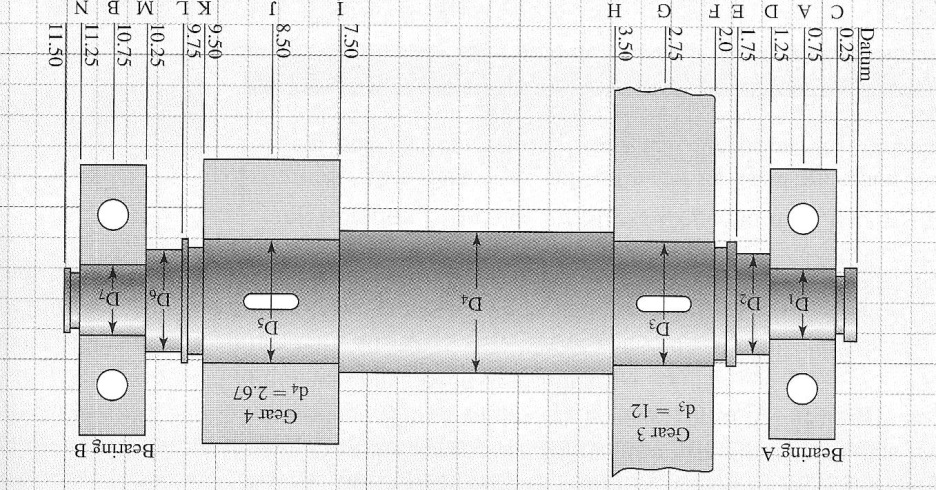 Bearing A
Bearing B
Gear 3
d₃ = 12
Gear 4
d₄ = 2.67
D₁
D₂
D₃
D₄
D₅
D₆
D₇
Datum
0.25
0.75
1.25
1.75
2.0
2.75
3.50
7.50
8.50
9.50
9.75
10.25
10.75
11.25
11.50
C A D E F G H I J K L M B N